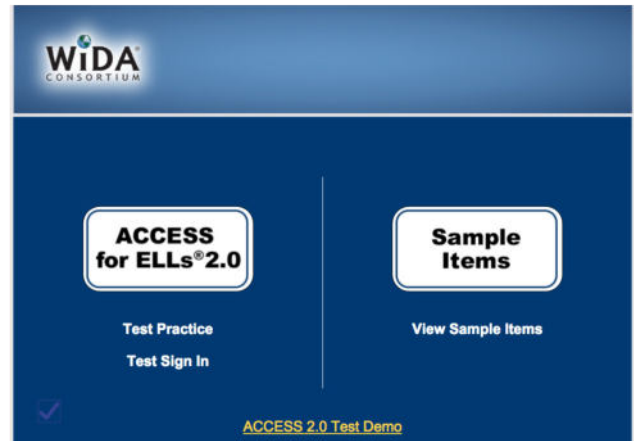 WiDA
CONSORTIUM
ACCESS
for ELLs®2.0
Test Practice
Test Sign In
Sample
Items
View Sample Items
ACCESS 2.0 Test Demo